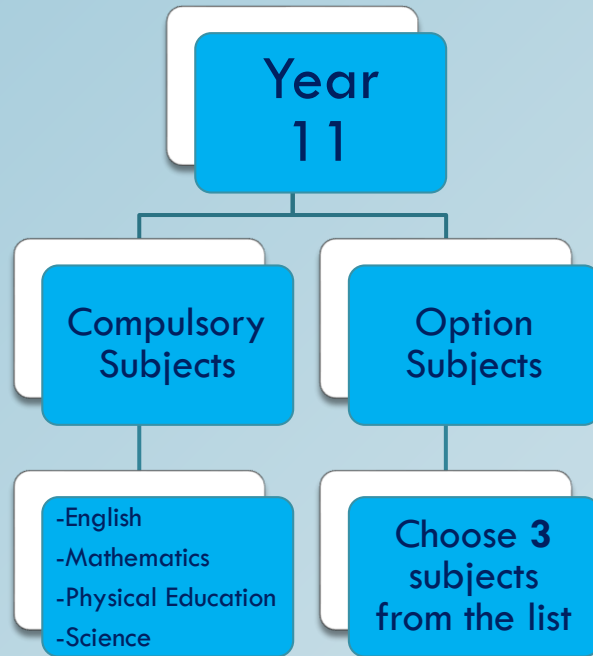 Year
11
Compulsory
Subjects
Option
Subjects
-English
-Mathematics
-Physical Education
-Science
Choose 3
subjects
from the list